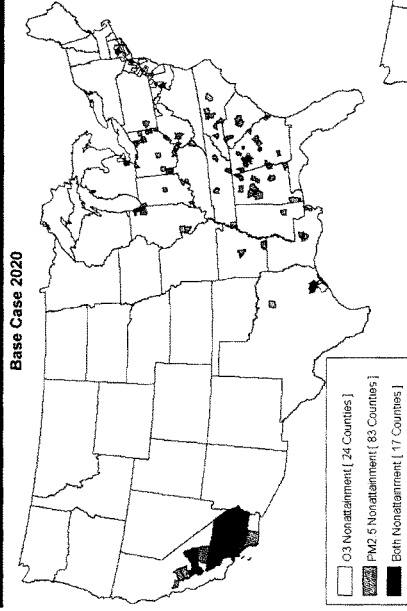 Base Case 2020
O3 Nonattainment [ 24 Counties ]
PM2.5 Nonattainment [ 83 Counties ]
Both Nonattainment [ 17 Counties ]